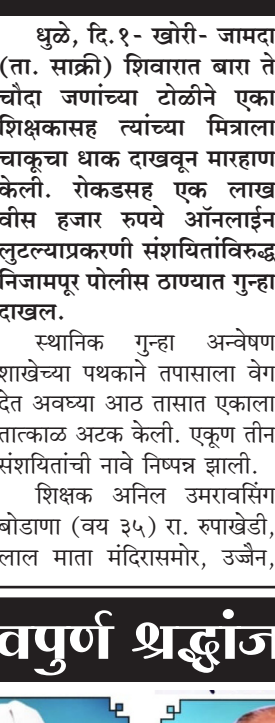 धुळे, दि.१- खोरी- जामदा
(ता. साक्री) शिवारात बारा ते
चौदा जणांच्या टोळीने एका
शिक्षकासह त्यांच्या मित्राला
चाकूचा धाक दाखवून मारहाण
केली. रोकडसह एक लाख
वीस हजार रुपये ऑनलाईन
लुटल्याप्रकरणी संशयितांविरुद्ध
निजामपूर पोलीस ठाण्यात गुन्हा
दाखल.
स्थानिक गुन्हा अन्वेषण
शाखेच्या पथकाने तपासाला वेग
देत अवघ्या आठ तासात एकाला
तात्काळ अटक केली. एकूण तीन
संशयितांची नावे निष्पन्न झाली.
शिक्षक अनिल उमरावसिंग
बोडाणा (वय ३५) रा. रुपाखेडी,
लाल माता मंदिरासमोर, उज्जैन,
वपुर्ण श्रद्धांज